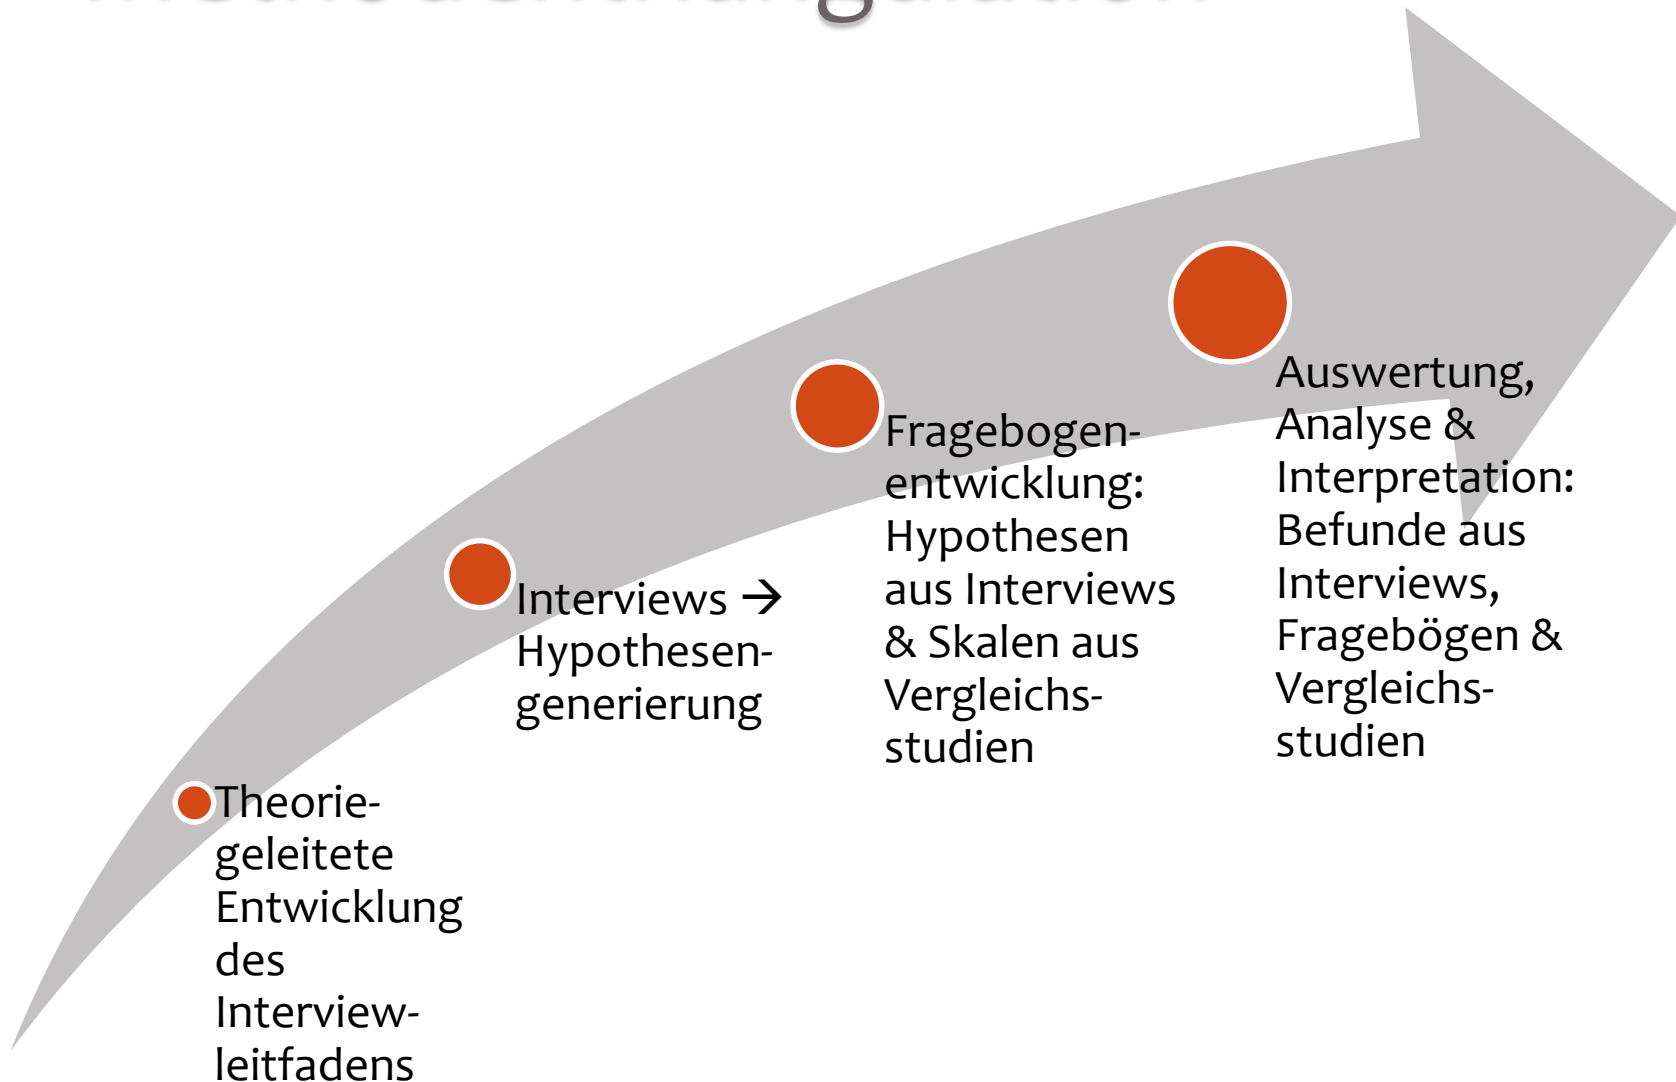 Theorie-
geleitete
Entwicklung
des
Interview-
leitfadens
Interviews →
Hypothesen-
generierung
Fragebogen-
entwicklung:
Hypothesen
aus Interviews
& Skalen aus
Vergleichs-
studien
Auswertung,
Analyse &
Interpretation:
Befunde aus
Interviews,
Fragebögen &
Vergleichs-
studien